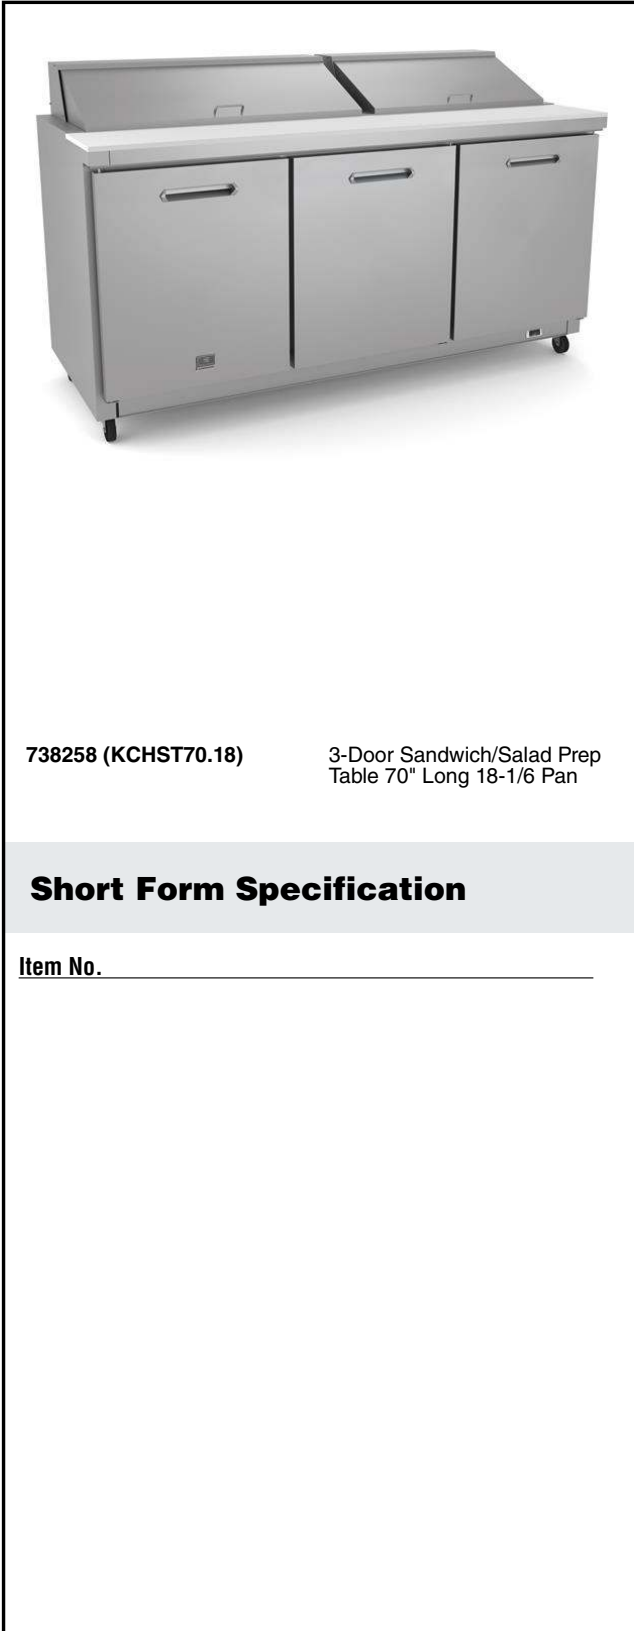 738258 (KCHST70.18)
3-Door Sandwich/Salad Prep
Table 70" Long 18-1/6 Pan
Short Form Specification
Item No.